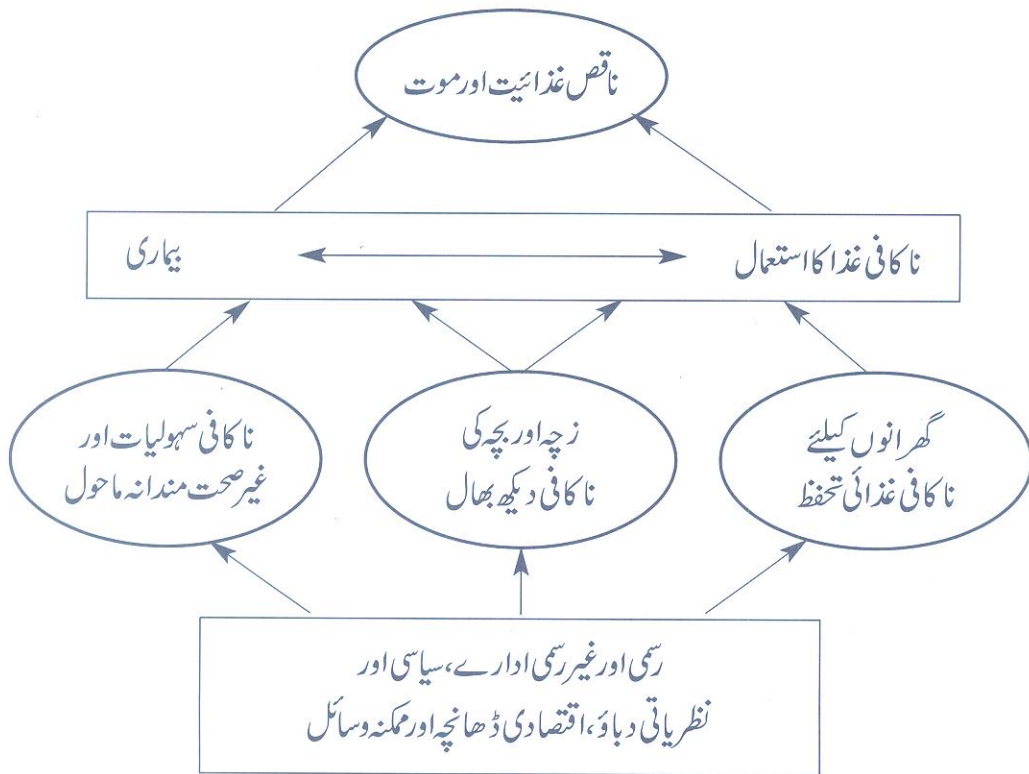 ناقص غذائیت اور موت
ناکافی غذا کا استعمال
بیماری
گھرانوں کیلئے
ناکافی غذائی تحفظ
زچہ اور بچہ کی
ناکافی دیکھ بھال
ناکافی سہولیات اور
غیر صحت مندانہ ماحول
رسمی اور غیر رسمی ادارے، سیاسی اور
نظریاتی دباؤ، اقتصادی ڈھانچہ اور ممکنہ وسائل